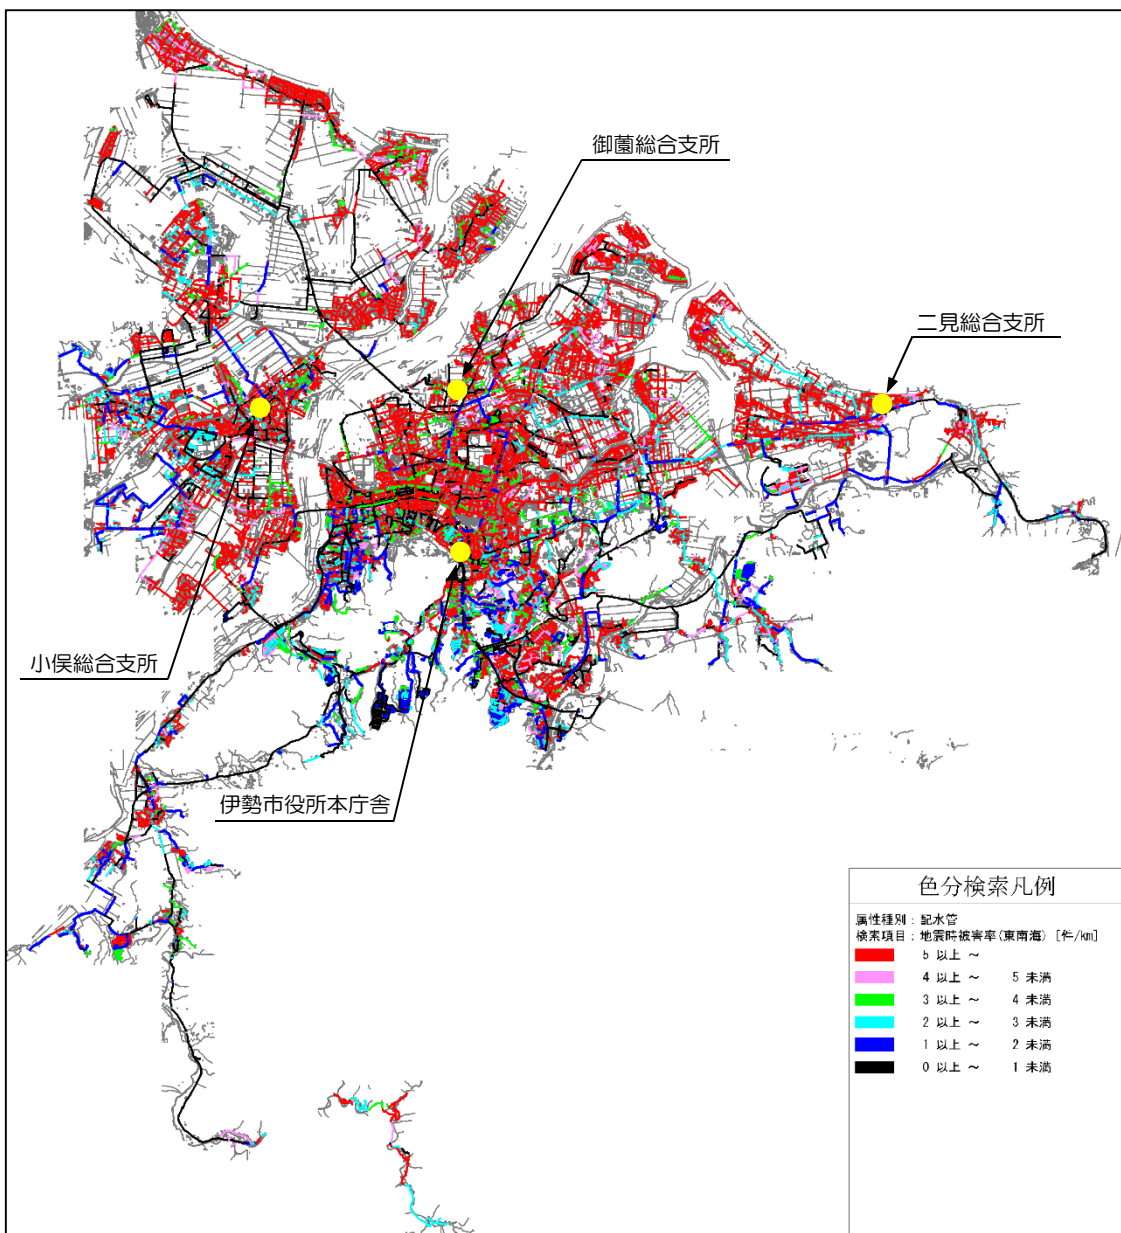 御薗総合支所
二見総合支所
小俣総合支所
伊勢市役所本庁舎
色分検索凡例
属性種別：配水管
検索項目：地震時被害率(東南海) [件/km]
5 以上 ～
4 以上 ～ 5 未満
3 以上 ～ 4 未満
2 以上 ～ 3 未満
1 以上 ～ 2 未満
0 以上 ～ 1 未満